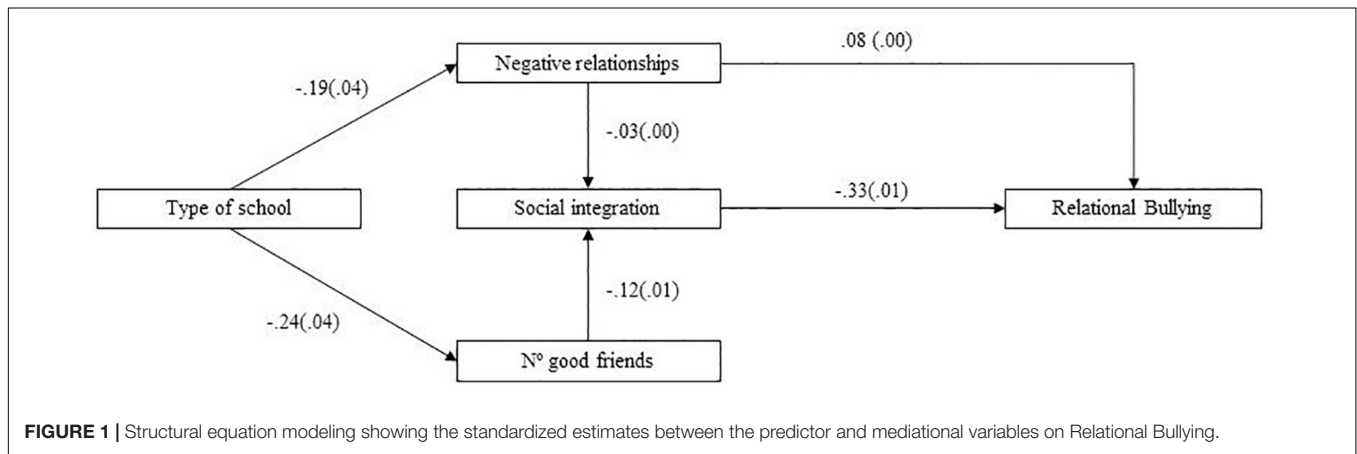 Negative relationships
.08 (.00)
-.19(.04)
-.03(.00)
Type of school
Social integration
-.33(.01)
Relational Bullying
-.12(.01)
-.24(.04)
Nº good friends
FIGURE 1 | Structural equation modeling showing the standardized estimates between the predictor and mediational variables on Relational Bullying.